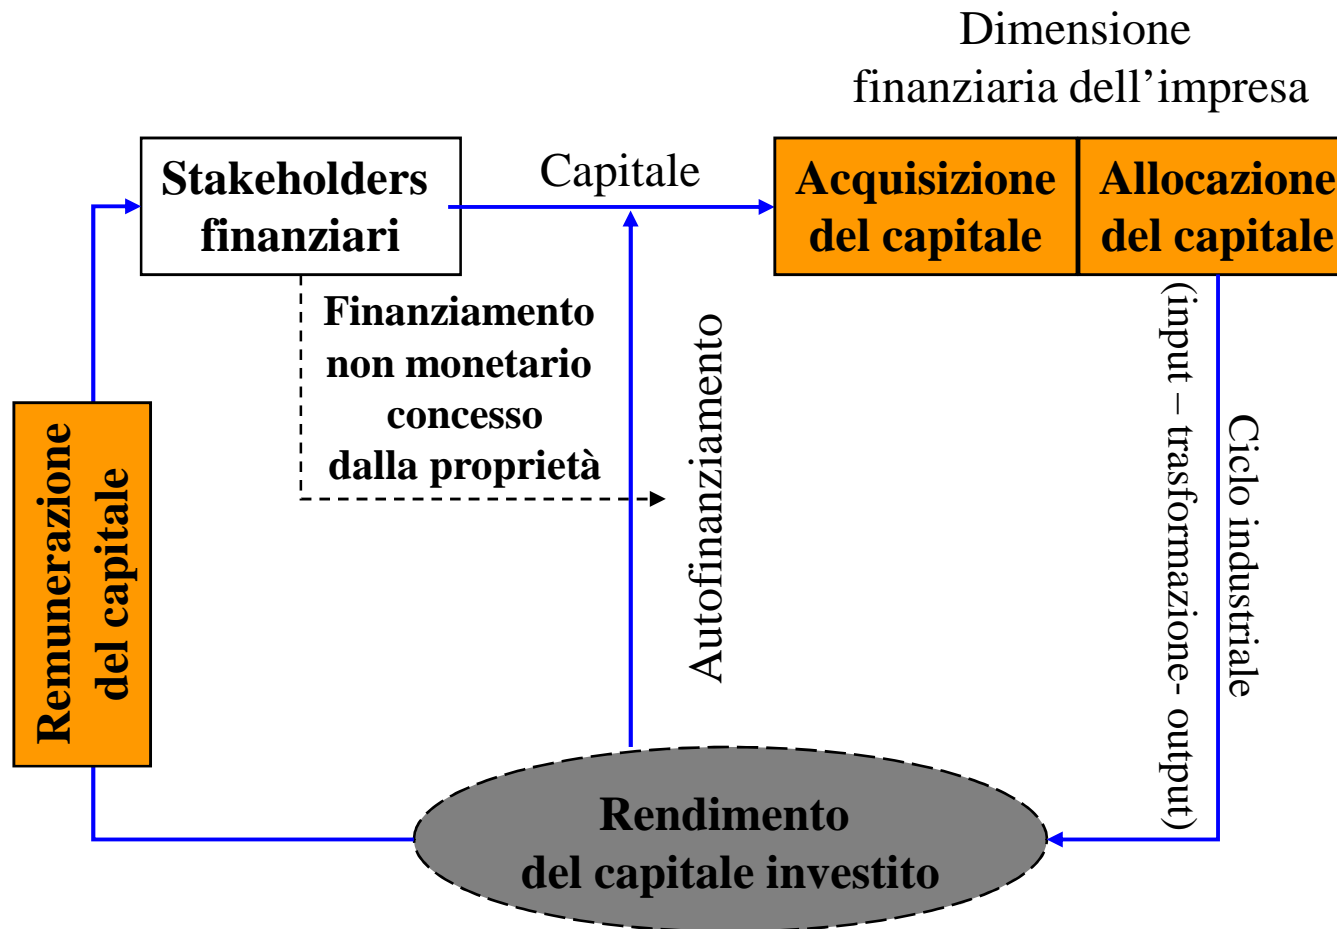 Dimensione
finanziaria dell’impresa
Stakeholders
finanziari
Capitale
Acquisizione
del capitale
Allocazione
del capitale
Finanziamento
non monetario
concesso
dalla proprietà
Autofinanziamento
(input – trasformazione- output)
Ciclo industriale
Remunerazione
del capitale
Rendimento
del capitale investito